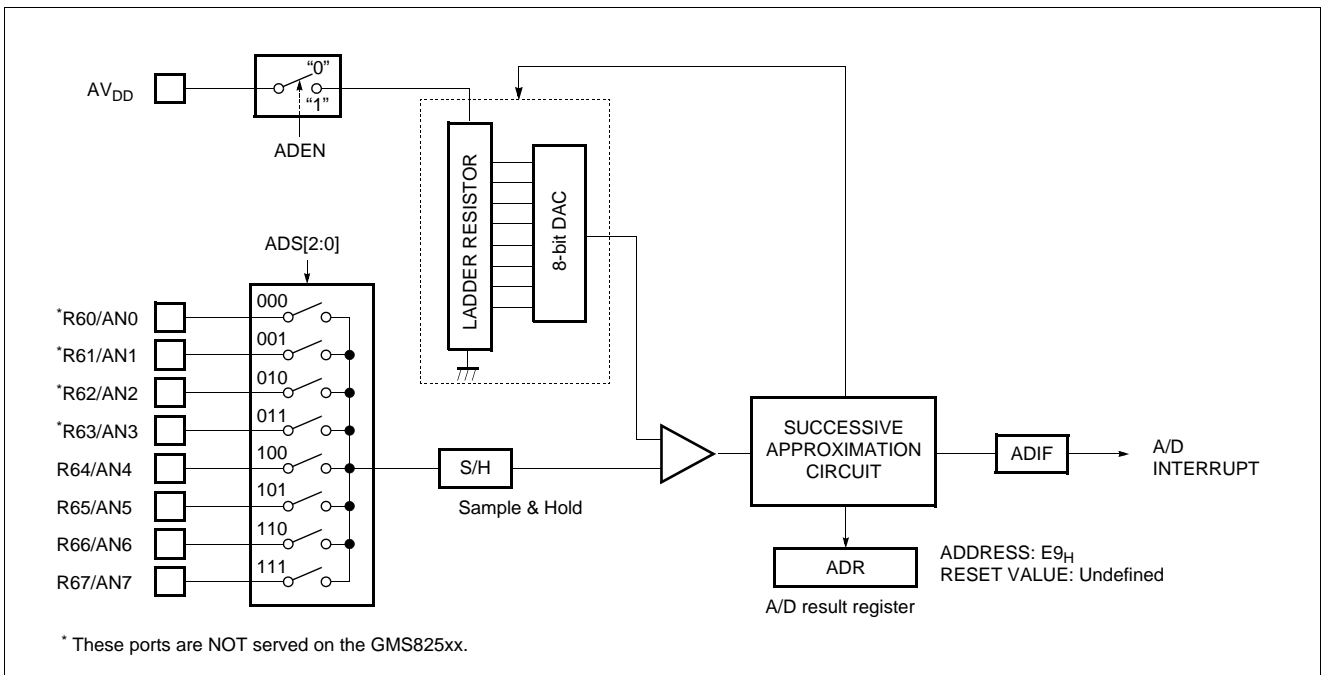 AVDD
“0”
“1”
ADEN
LADDER RESISTOR
8-bit DAC
ADS[2:0]
*R60/AN0
000
*R61/AN1
001
*R62/AN2
010
*R63/AN3
011
R64/AN4
100
R65/AN5
101
R66/AN6
110
R67/AN7
111
S/H
Sample & Hold
SUCCESSIVE
APPROXIMATION
CIRCUIT
ADIF
A/D
INTERRUPT
ADR
ADDRESS: E9H
RESET VALUE: Undefined
A/D result register
* These ports are NOT served on the GMS825xx.